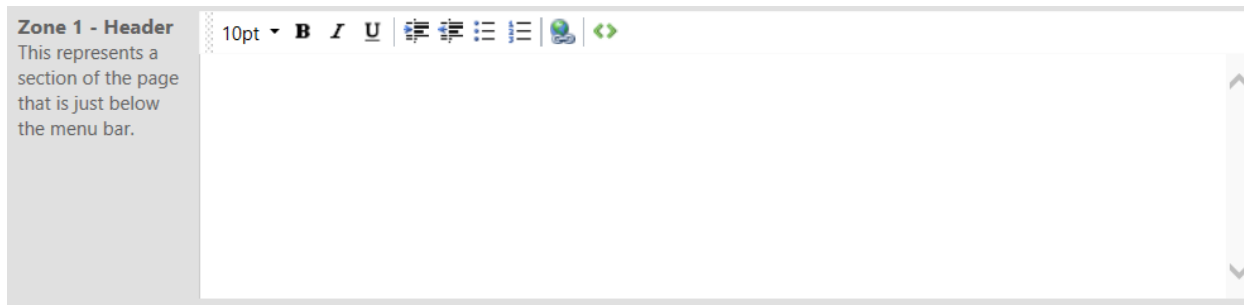 Zone 1 - Header
This represents a
section of the page
that is just below
the menu bar.
10pt B I U